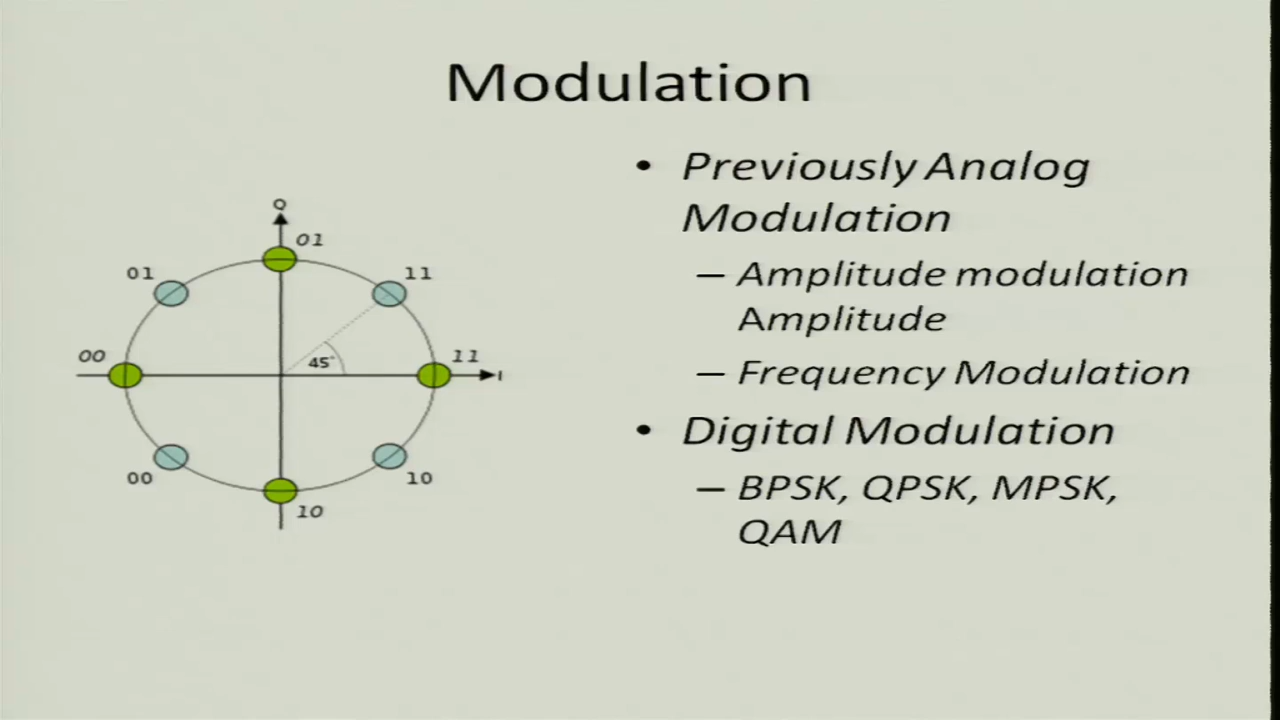 Modulation
• Previously Analog
Modulation
– Amplitude modulation
Amplitude
– Frequency Modulation
• Digital Modulation
– BPSK, QPSK, MPSK,
QAM
Q
01
01
11
00
11
45°
I
00
10
10